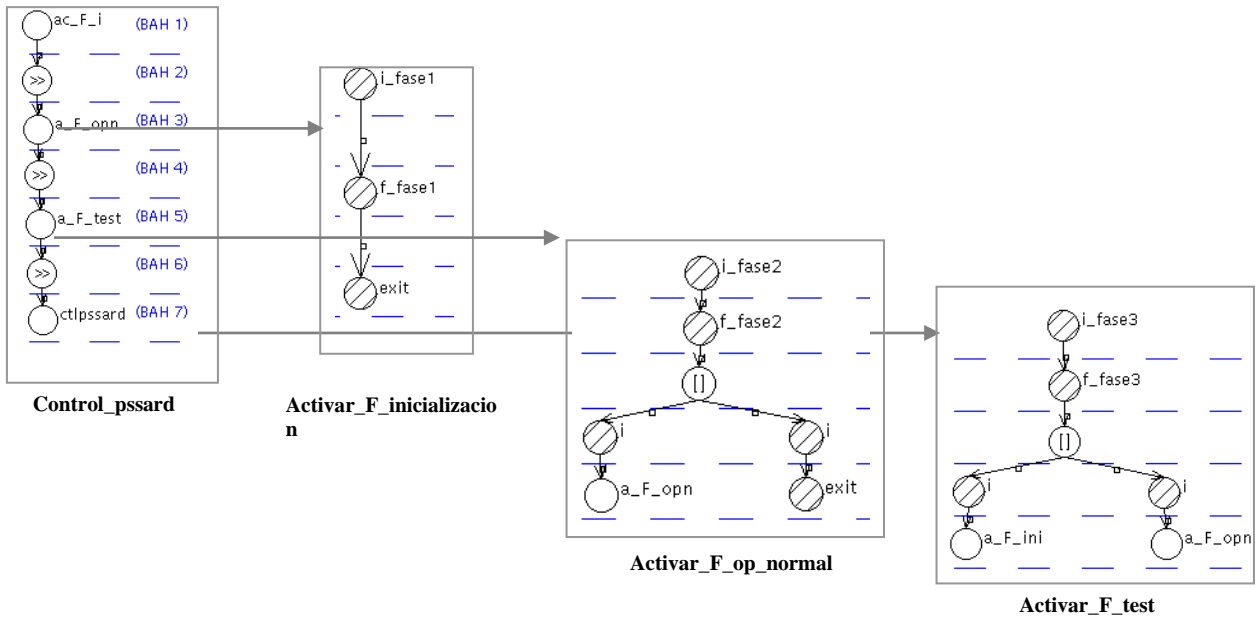 ac_F_i (BAH 1)
>> (BAH 2)
a_F_opn (BAH 3)
>> (BAH 4)
a_F_test (BAH 5)
>> (BAH 6)
ctlpssard (BAH 7)
Control_pssard
i_fase1
f_fase1
exit
Activar_F_inicializacio
n
i_fase2
f_fase2
[]
i i
a_F_opn exit
Activar_F_op_normal
i_fase3
f_fase3
[]
i i
a_F_ini a_F_opn
Activar_F_test